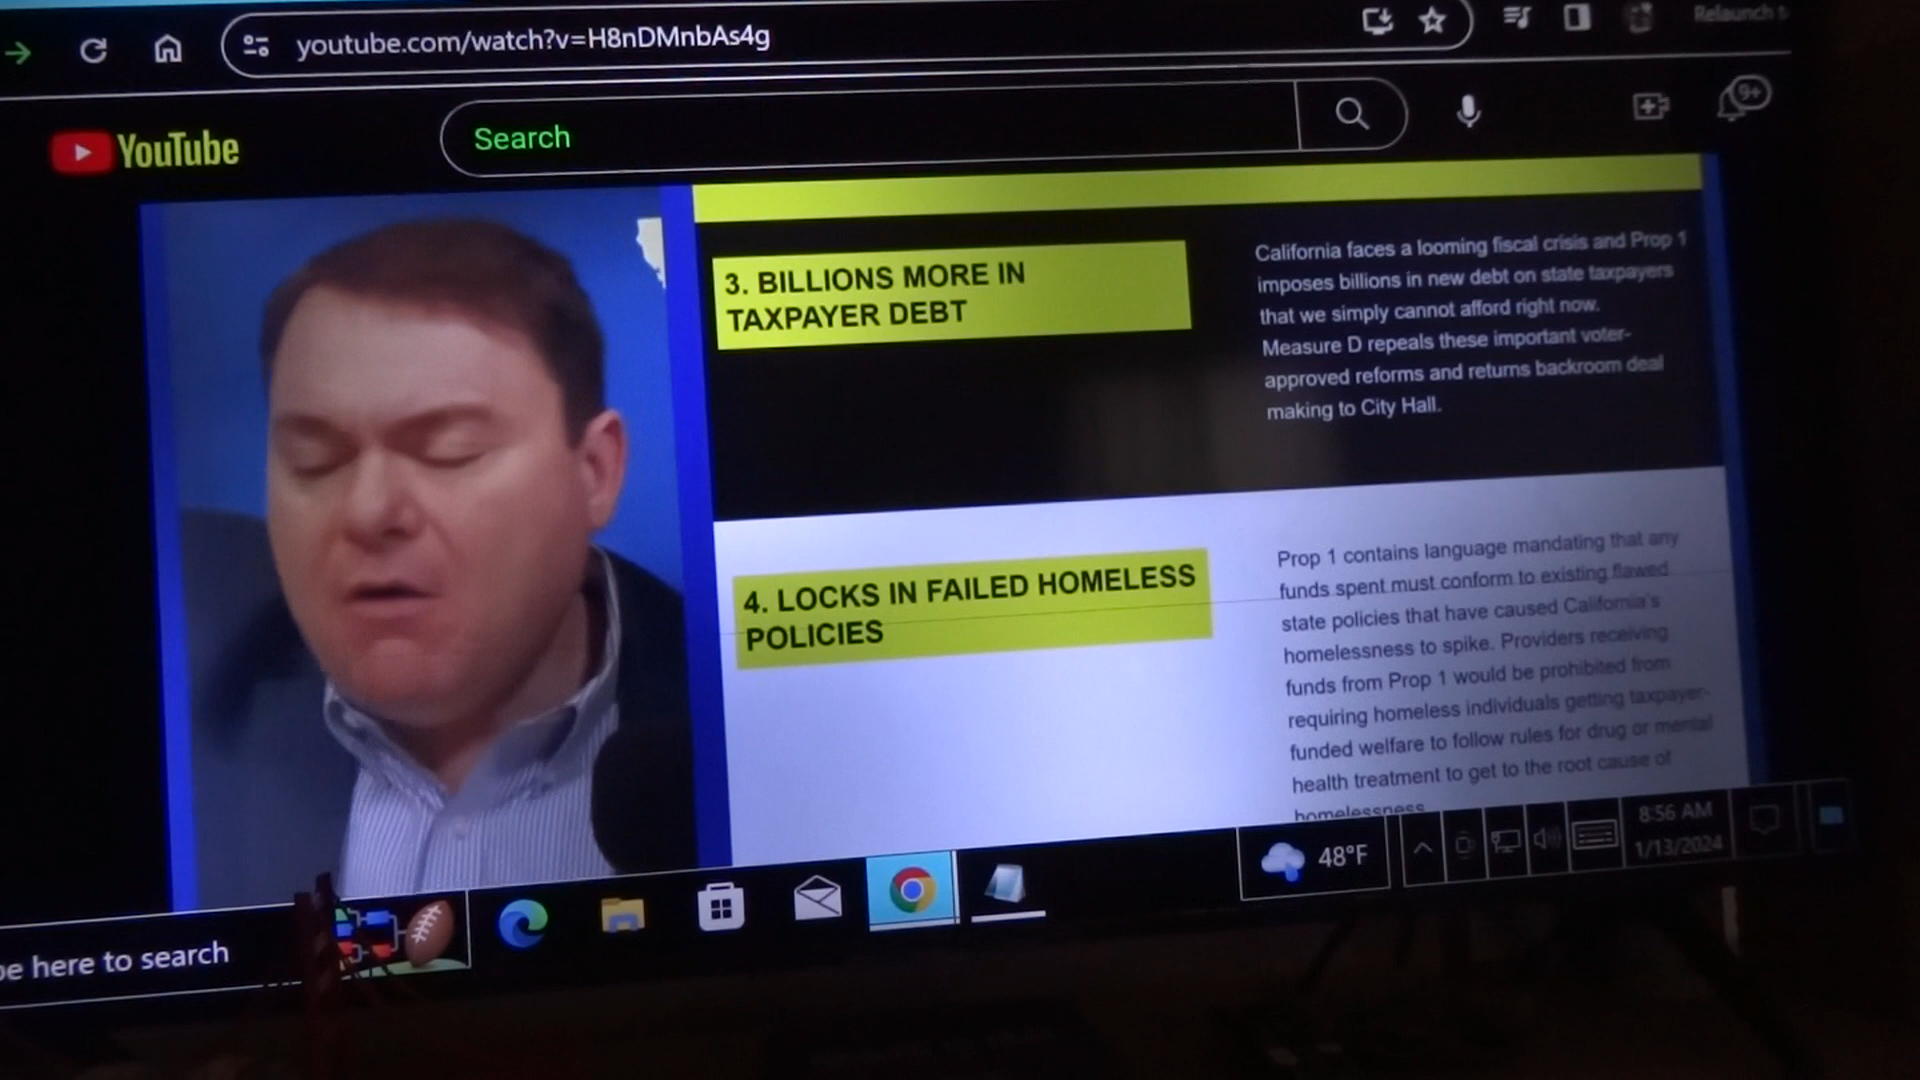 youtube.com/watch?v=H8nDMnbAs4g
Relaunch
YouTube
Search
9+
3. BILLIONS MORE IN
TAXPAYER DEBT
California faces a looming fiscal crisis and Prop 1
imposes billions in new debt on state taxpayers
that we simply cannot afford right now.
Measure D repeals these important voter-
approved reforms and returns backroom deal
making to City Hall.
4. LOCKS IN FAILED HOMELESS
POLICIES
Prop 1 contains language mandating that any
funds spent must conform to existing flawed
state policies that have caused California's
homelessness to spike. Providers receiving
funds from Prop 1 would be prohibited from
requiring homeless individuals getting taxpayer-
funded welfare to follow rules for drug or mental
health treatment to get to the root cause of
homelessness.
pe here to search
48°F
8:56 AM
1/13/2024